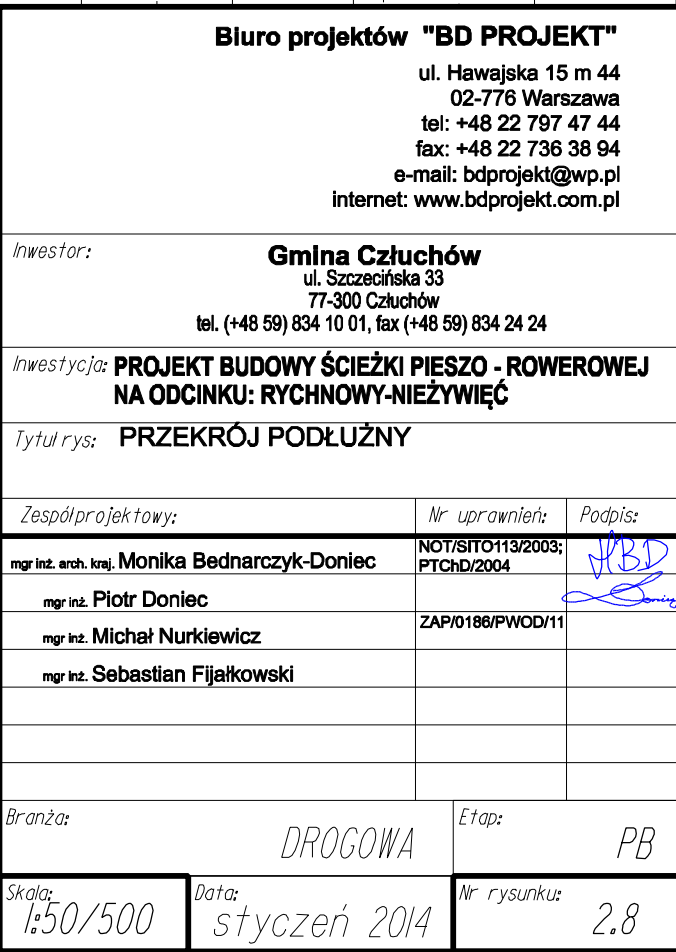 Biuro projektów "BD PROJEKT"
ul. Hawajska 15 m 44
02-776 Warszawa
tel: +48 22 797 47 44
fax: +48 22 736 38 94
e-mail: bdprojekt@wp.pl
internet: www.bdprojekt.com.pl
Inwestor:
Gmina Człuchów
ul. Szczecińska 33
77-300 Człuchów
tel. (+48 59) 834 10 01, fax (+48 59) 834 24 24
Inwestycja: PROJEKT BUDOWY ŚCIEŻKI PIESZO - ROWEROWEJ
NA ODCINKU: RYCHNOWY-NIEŻYWIĘĆ
Tytuł rys: PRZEKRÓJ PODŁUŻNY
Zespół projektowy: Nr uprawnień: Podpis:
mgr inż. arch. kraj. Monika Bednarczyk-Doniec NOT/SITO113/2003;
PTChD/2004 HBD
mgr inż. Piotr Doniec
mgr inż. Michał Nurkiewicz ZAP/0186/PWOD/11
mgr inż. Sebastian Fijałkowski
Branża: Etap:
DROGOWA PB
Skala: Data: Nr rysunku:
1:50/500 styczeń 2014 2.8